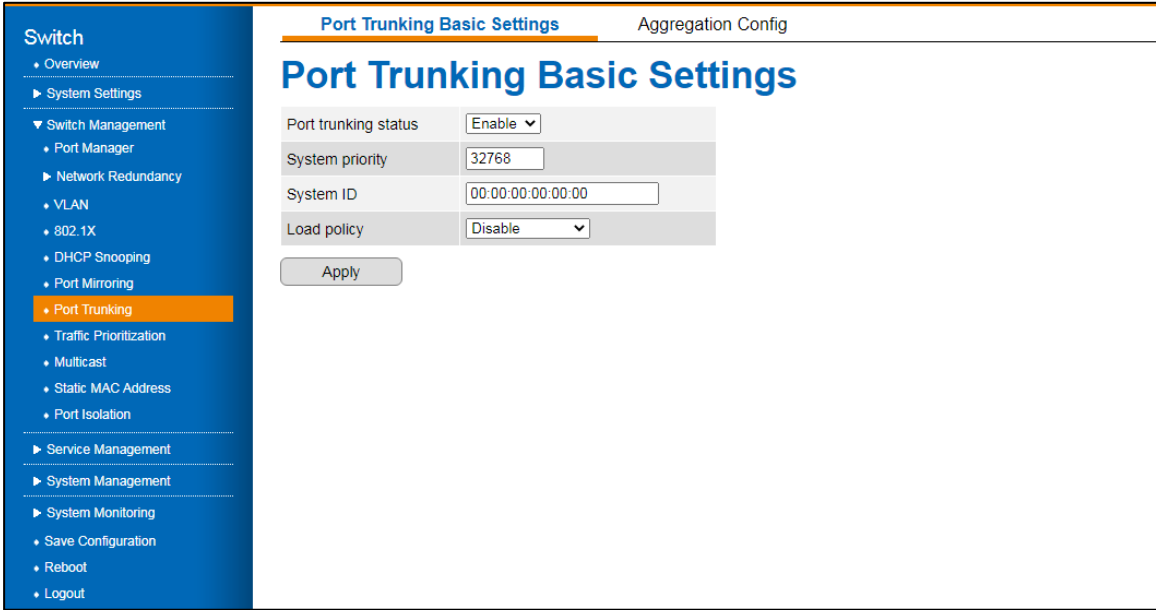 Switch
Overview
System Settings
Switch Management
Port Manager
Network Redundancy
VLAN
802.1X
DHCP Snooping
Port Mirroring
Port Trunking
Traffic Prioritization
Multicast
Static MAC Address
Port Isolation
Service Management
System Management
System Monitoring
Save Configuration
Reboot
Logout
Port Trunking Basic Settings Aggregation Config
Port Trunking Basic Settings
Port trunking status Enable
System priority 32768
System ID 00:00:00:00:00:00
Load policy Disable
Apply